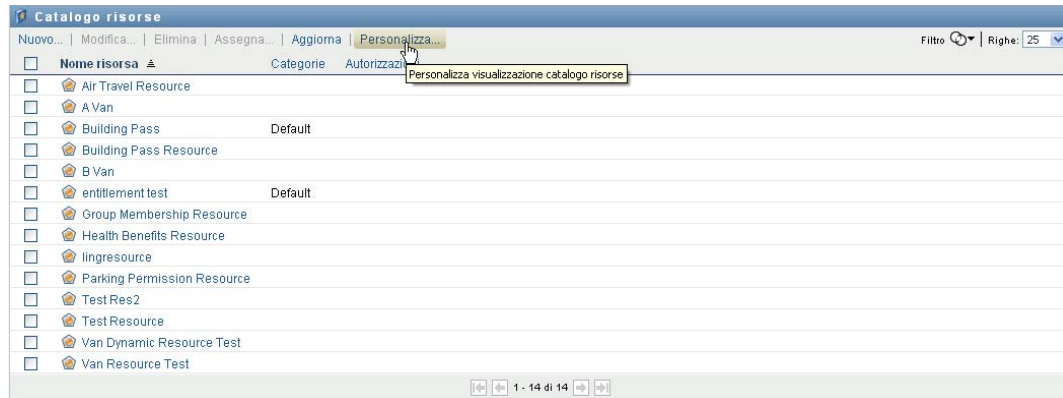 Catalogo risorse
Nuovo... | Modifica... | Elimina | Assegna... | Aggiorna | Personalizza... Filtro | Righe: 25
Nome risorsa Categorie Autorizzazioni
Personalizza visualizzazione catalogo risorse
Air Travel Resource
A Van
Building Pass Default
Building Pass Resource
B Van
entitlement test Default
Group Membership Resource
Health Benefits Resource
lingresource
Parking Permission Resource
Test Res2
Test Resource
Van Dynamic Resource Test
Van Resource Test
1 - 14 di 14